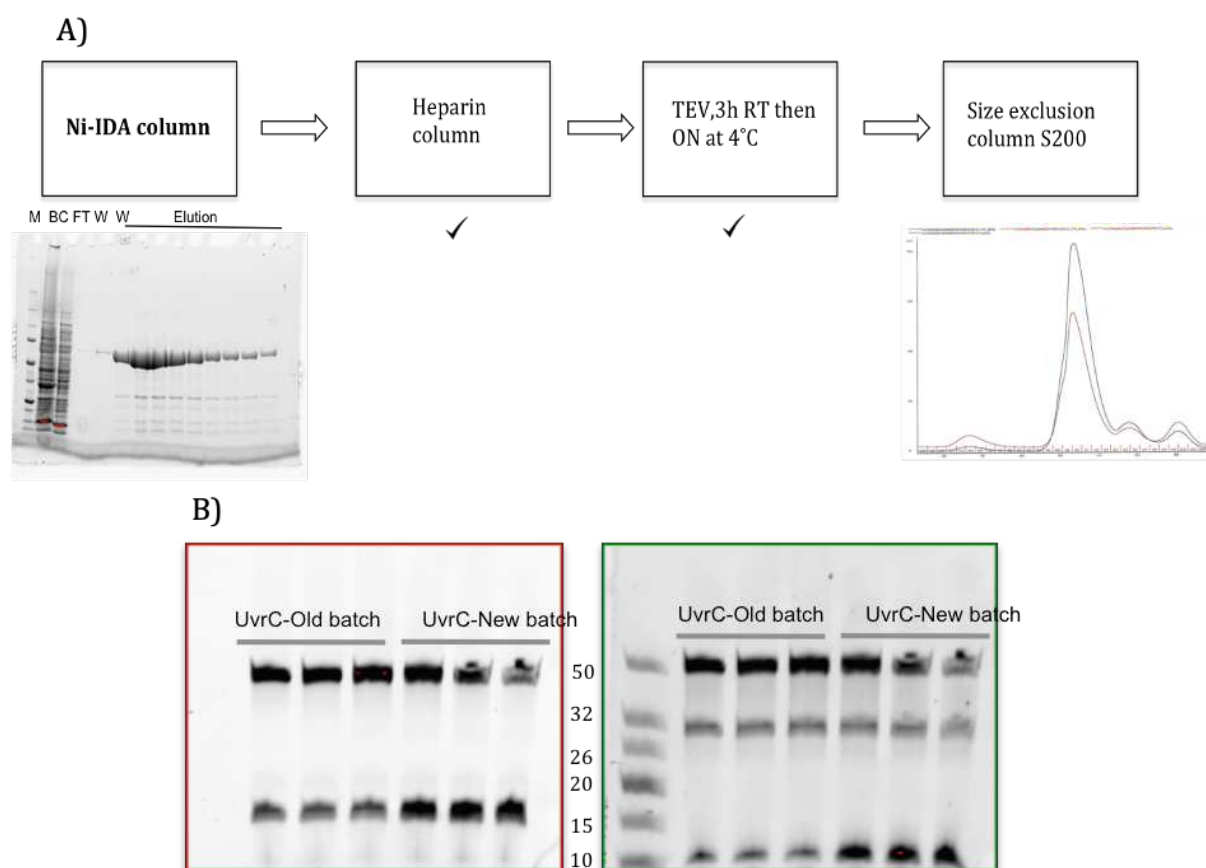 A)
Ni-IDA column
Heparin
column
TEV,3h RT then
ON at 4˚C
Size exclusion
column S200
M BC FT W W Elution
B)
UvrC-Old batch UvrC-New batch
UvrC-Old batch UvrC-New batch
50
32
26
20
15
10